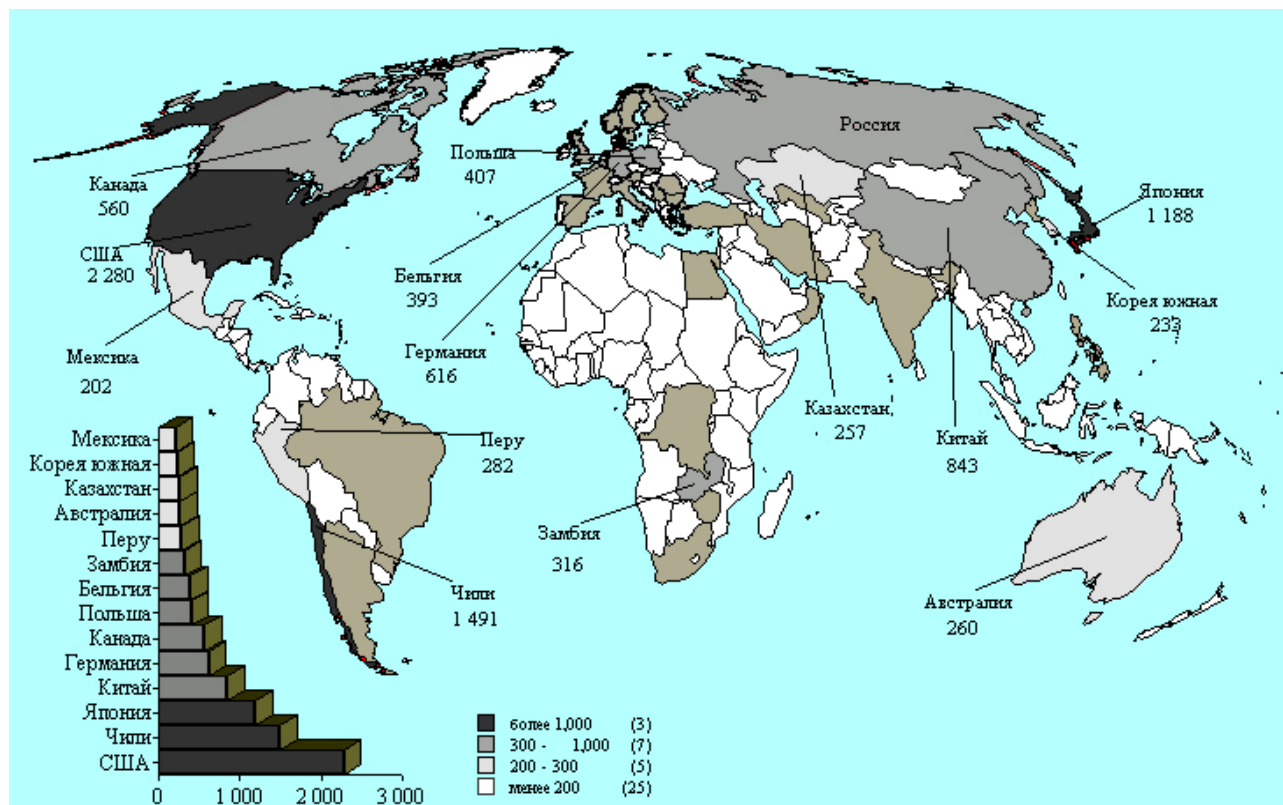 Россия
Польша
407
Канада
560
Япония
1 188
США
2 280
Бельгия
393
Корея южная
233
Мексика
202
Германия
616
Казахстан,
257
Китай
843
Перу
282
Замбия
316
Чили
1 491
Австралия
260
Мексика
Корея южная
Казахстан
Австралия
Перу
Замбия
Бельгия
Польша
Канада
Германия
Китай
Япония
Чили
США
0 1 000 2 000 3 000
более 1,000 (3)
300 - 1,000 (7)
200 - 300 (5)
менее 200 (25)